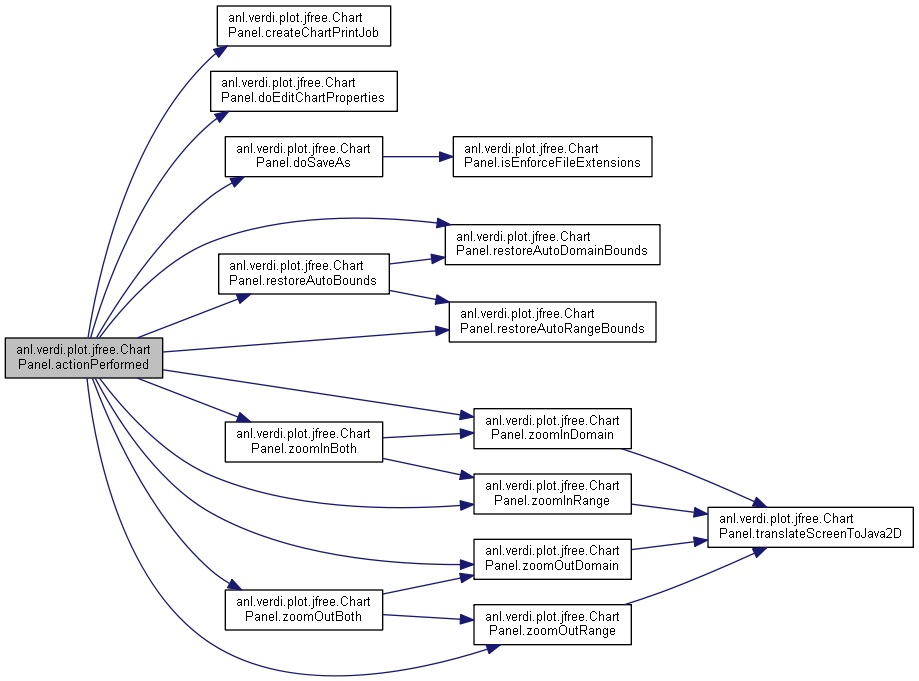 anl.verdi.plot.jfree.Chart
Panel.createChartPrintJob
anl.verdi.plot.jfree.Chart
Panel.doEditChartProperties
anl.verdi.plot.jfree.Chart
Panel.doSaveAs
anl.verdi.plot.jfree.Chart
Panel.isEnforceFileExtensions
anl.verdi.plot.jfree.Chart
Panel.restoreAutoDomainBounds
anl.verdi.plot.jfree.Chart
Panel.restoreAutoBounds
anl.verdi.plot.jfree.Chart
Panel.restoreAutoRangeBounds
anl.verdi.plot.jfree.Chart
Panel.actionPerformed
anl.verdi.plot.jfree.Chart
Panel.zoomInDomain
anl.verdi.plot.jfree.Chart
Panel.zoomInBoth
anl.verdi.plot.jfree.Chart
Panel.zoomInRange
anl.verdi.plot.jfree.Chart
Panel.translateScreenToJava2D
anl.verdi.plot.jfree.Chart
Panel.zoomOutDomain
anl.verdi.plot.jfree.Chart
Panel.zoomOutBoth
anl.verdi.plot.jfree.Chart
Panel.zoomOutRange